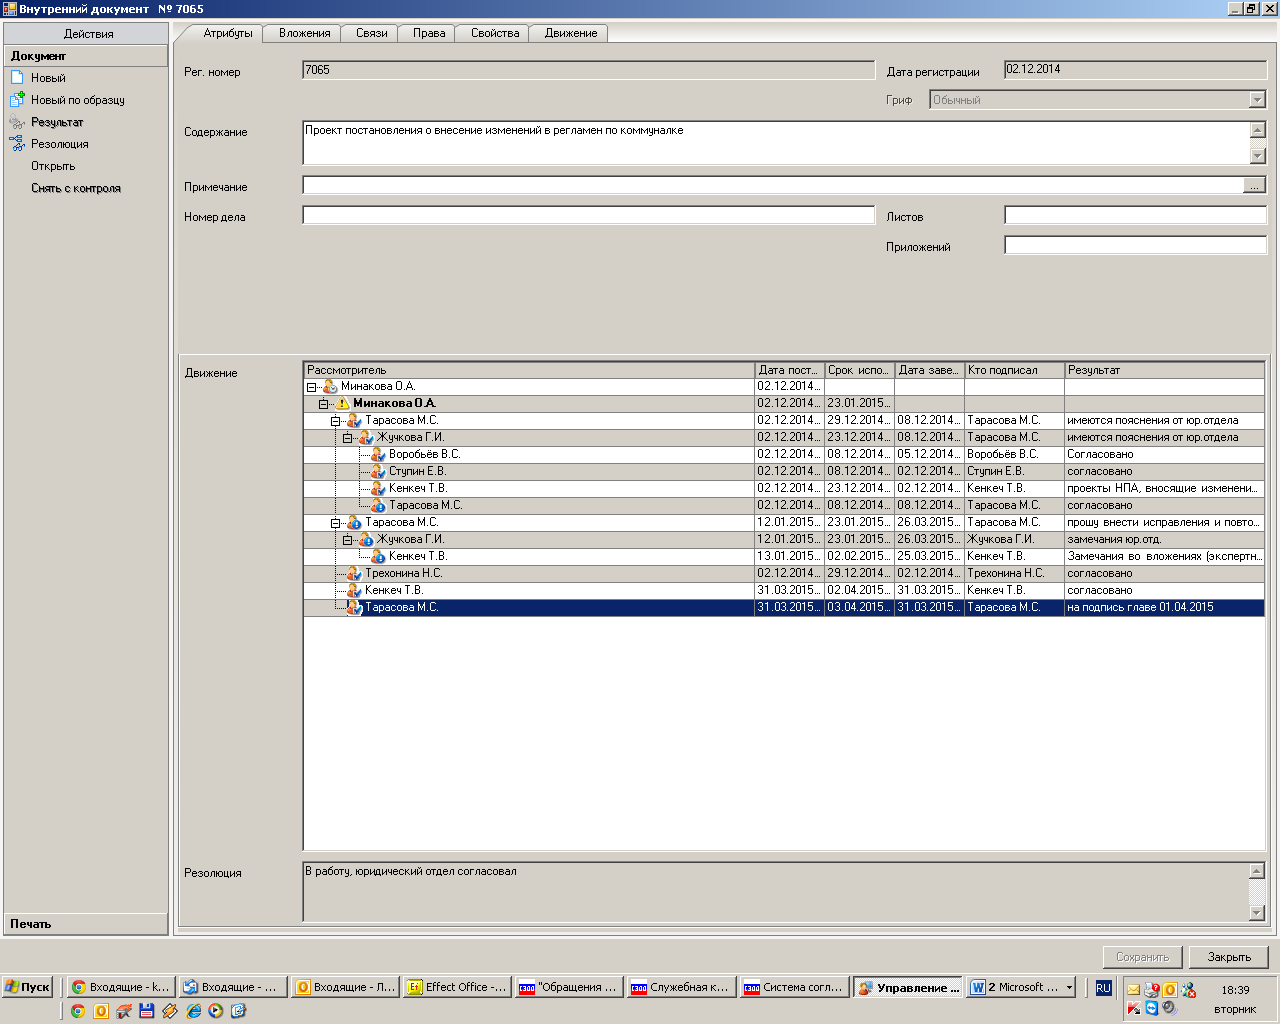 Внутренний документ № 7065
Действия
Документ
Новый
Новый по образцу
Результат
Резолюция
Открыть
Снять с контроля
Печать
Атрибуты Вложения Связи Права Свойства Движение
Рег. номер 7065 Дата регистрации 02.12.2014
Гриф Обычный
Содержание Проект постановления о внесение изменений в регламен по коммуналке
Примечание ...
Номер дела Листов
Приложений
Движение
Рассмотритель Дата пост... Срок испо... Дата заве... Кто подписал Результат
Минакова О.А. 02.12.2014...
Минакова О.А. 02.12.2014... 23.01.2015...
Тарасова М.С. 02.12.2014... 29.12.2014... 08.12.2014... Тарасова М.С. имеются пояснения от юр.отдела
Жучкова Г.И. 02.12.2014... 23.12.2014... 08.12.2014... Тарасова М.С. имеются пояснения от юр.отдела
Воробьёв В.С. 02.12.2014... 08.12.2014... 05.12.2014... Воробьёв В.С. Согласовано
Ступин Е.В. 02.12.2014... 08.12.2014... 02.12.2014... Ступин Е.В. согласовано
Кенкеч Т.В. 02.12.2014... 23.12.2014... 02.12.2014... Кенкеч Т.В. проекты НПА, вносящие изменени...
Тарасова М.С. 02.12.2014... 08.12.2014... 08.12.2014... Тарасова М.С. согласовано
Тарасова М.С. 12.01.2015... 23.01.2015... 26.03.2015... Тарасова М.С. прошу внести исправления и повто...
Жучкова Г.И. 12.01.2015... 23.01.2015... 26.03.2015... Жучкова Г.И. замечания юр.отд.
Кенкеч Т.В. 13.01.2015... 02.02.2015... 25.03.2015... Кенкеч Т.В. Замечания во вложениях (экспертн...
Трехонина Н.С. 02.12.2014... 29.12.2014... 02.12.2014... Трехонина Н.С. согласовано
Кенкеч Т.В. 31.03.2015... 02.04.2015... 31.03.2015... Кенкеч Т.В. согласовано
Тарасова М.С. 31.03.2015... 03.04.2015... 31.03.2015... Тарасова М.С. на подпись главе 01.04.2015
Резолюция В работу, юридический отдел согласовал
Сохранить Закрыть
Пуск Входящие - k... Входящие - ... Входящие - Л... Effect Office -... "Обращения ... Служебная к... Система согл... Управление ... 2 Microsoft ... RU 18:39
вторник